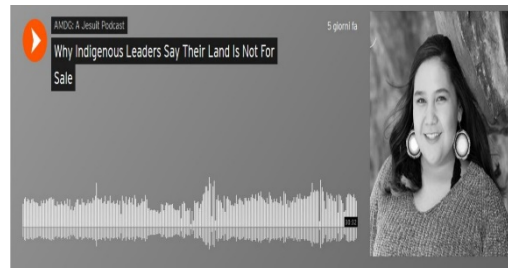 AMDG: A Jesuit Podcast
5 giorni fa
Why Indigenous Leaders Say Their Land Is Not For
Sale